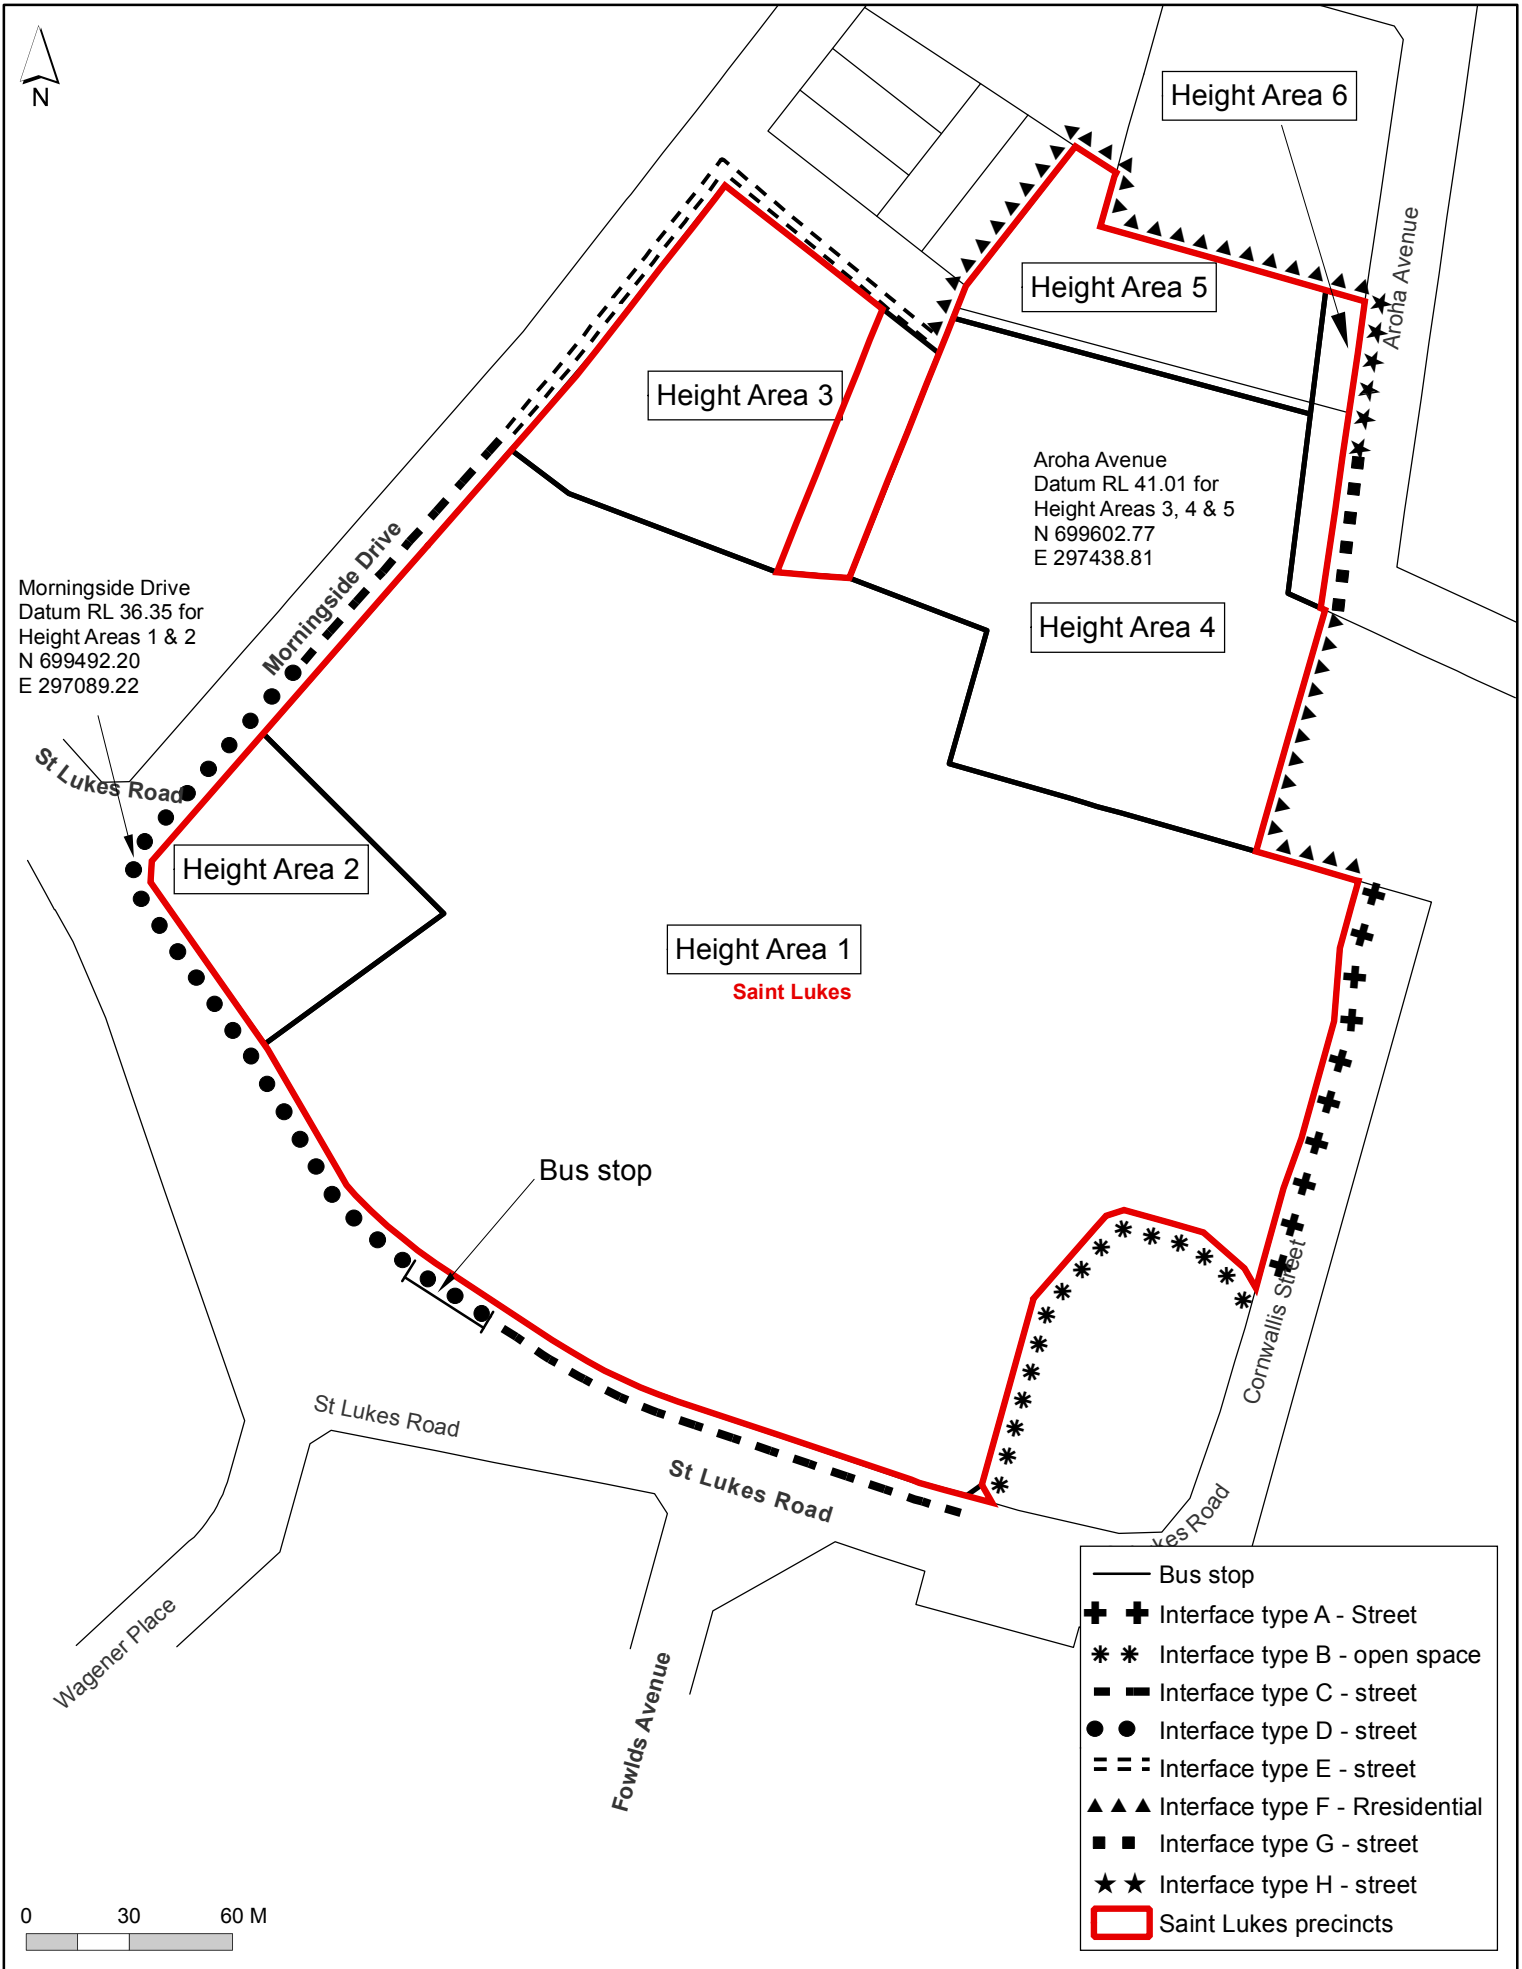 N
Height Area 6
Aroha Avenue
Height Area 5
Height Area 3
Aroha Avenue
Datum RL 41.01 for
Height Areas 3, 4 & 5
N 699602.77
E 297438.81
Morningside Drive
Morningside Drive
Datum RL 36.35 for
Height Areas 1 & 2
N 699492.20
E 297089.22
Height Area 4
St Lukes Road
Height Area 2
Height Area 1
Saint Lukes
Bus stop
Cornwallis Street
St Lukes Road
St Lukes Road
kes Road
Wagener Place
Fowlds Avenue
Bus stop
Interface type A - Street
Interface type B - open space
Interface type C - street
Interface type D - street
Interface type E - street
Interface type F - Rresidential
Interface type G - street
Interface type H - street
Saint Lukes precincts
0 30 60 M